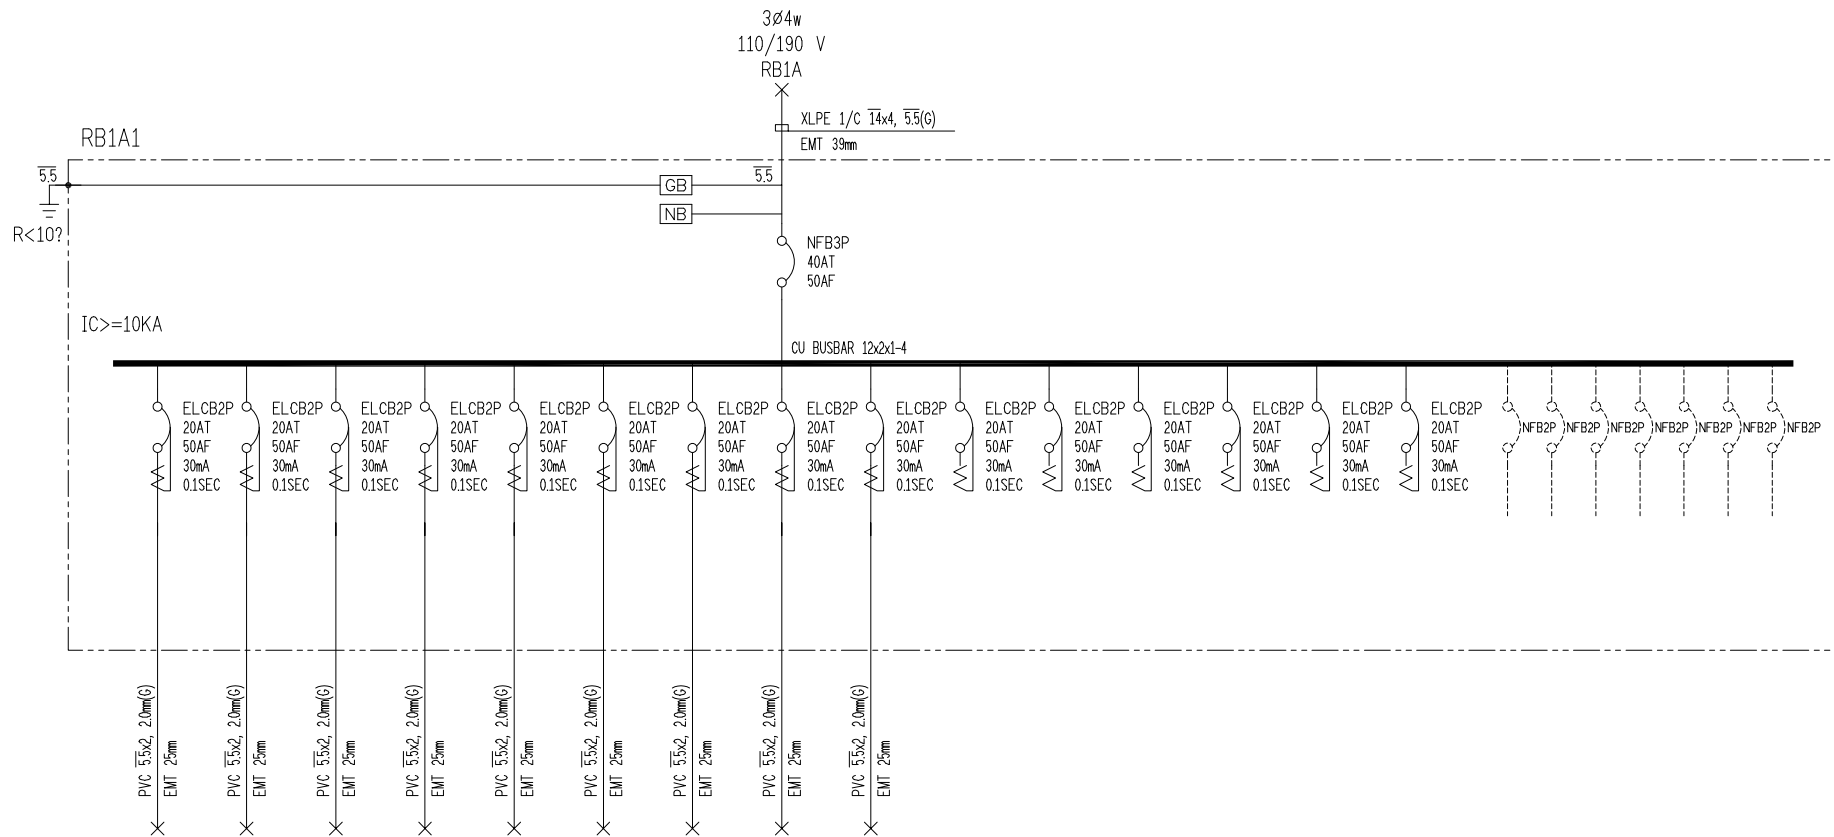 3Ø4w
110/190 V
RB1A
XLPE 1/C 14x4, 5.5(G)
EMT 39mm
RB1A1
5.5
GB
5.5
NB
R<10?
NFB3P
40AT
50AF
IC>=10KA
CU BUSBAR 12x2x1-4
ELCB2P
20AT
50AF
30mA
0.1SEC
ELCB2P
20AT
50AF
30mA
0.1SEC
ELCB2P
20AT
50AF
30mA
0.1SEC
ELCB2P
20AT
50AF
30mA
0.1SEC
ELCB2P
20AT
50AF
30mA
0.1SEC
ELCB2P
20AT
50AF
30mA
0.1SEC
ELCB2P
20AT
50AF
30mA
0.1SEC
ELCB2P
20AT
50AF
30mA
0.1SEC
ELCB2P
20AT
50AF
30mA
0.1SEC
ELCB2P
20AT
50AF
30mA
0.1SEC
ELCB2P
20AT
50AF
30mA
0.1SEC
ELCB2P
20AT
50AF
30mA
0.1SEC
ELCB2P
20AT
50AF
30mA
0.1SEC
ELCB2P
20AT
50AF
30mA
0.1SEC
ELCB2P
20AT
50AF
30mA
0.1SEC
NFB2P
NFB2P
NFB2P
NFB2P
NFB2P
NFB2P
NFB2P
PVC 5.5x2, 2.0mm(G)
EMT 25mm
PVC 5.5x2, 2.0mm(G)
EMT 25mm
PVC 5.5x2, 2.0mm(G)
EMT 25mm
PVC 5.5x2, 2.0mm(G)
EMT 25mm
PVC 5.5x2, 2.0mm(G)
EMT 25mm
PVC 5.5x2, 2.0mm(G)
EMT 25mm
PVC 5.5x2, 2.0mm(G)
EMT 25mm
PVC 5.5x2, 2.0mm(G)
EMT 25mm
PVC 5.5x2, 2.0mm(G)
EMT 25mm